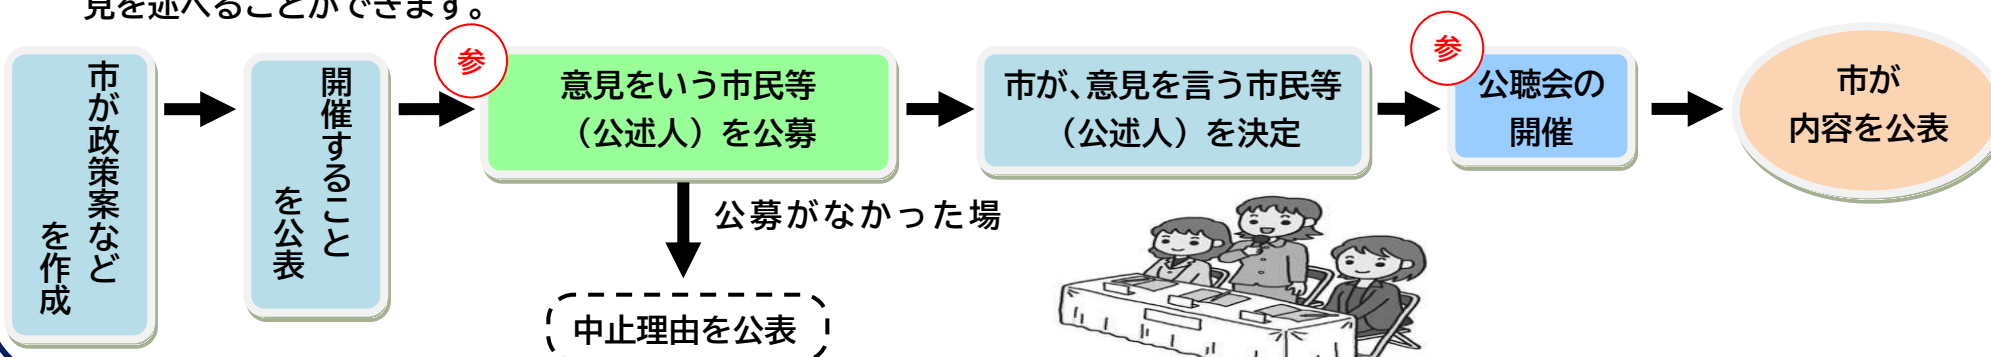 見を述べることができます。
市が政策案など
を作成
開催すること
を公表
参
意見をいう市民等
（公述人）を公募
市が、意見を言う市民等
（公述人）を決定
参
公聴会の
開催
市が
内容を公表
公募がなかった場
中止理由を公表